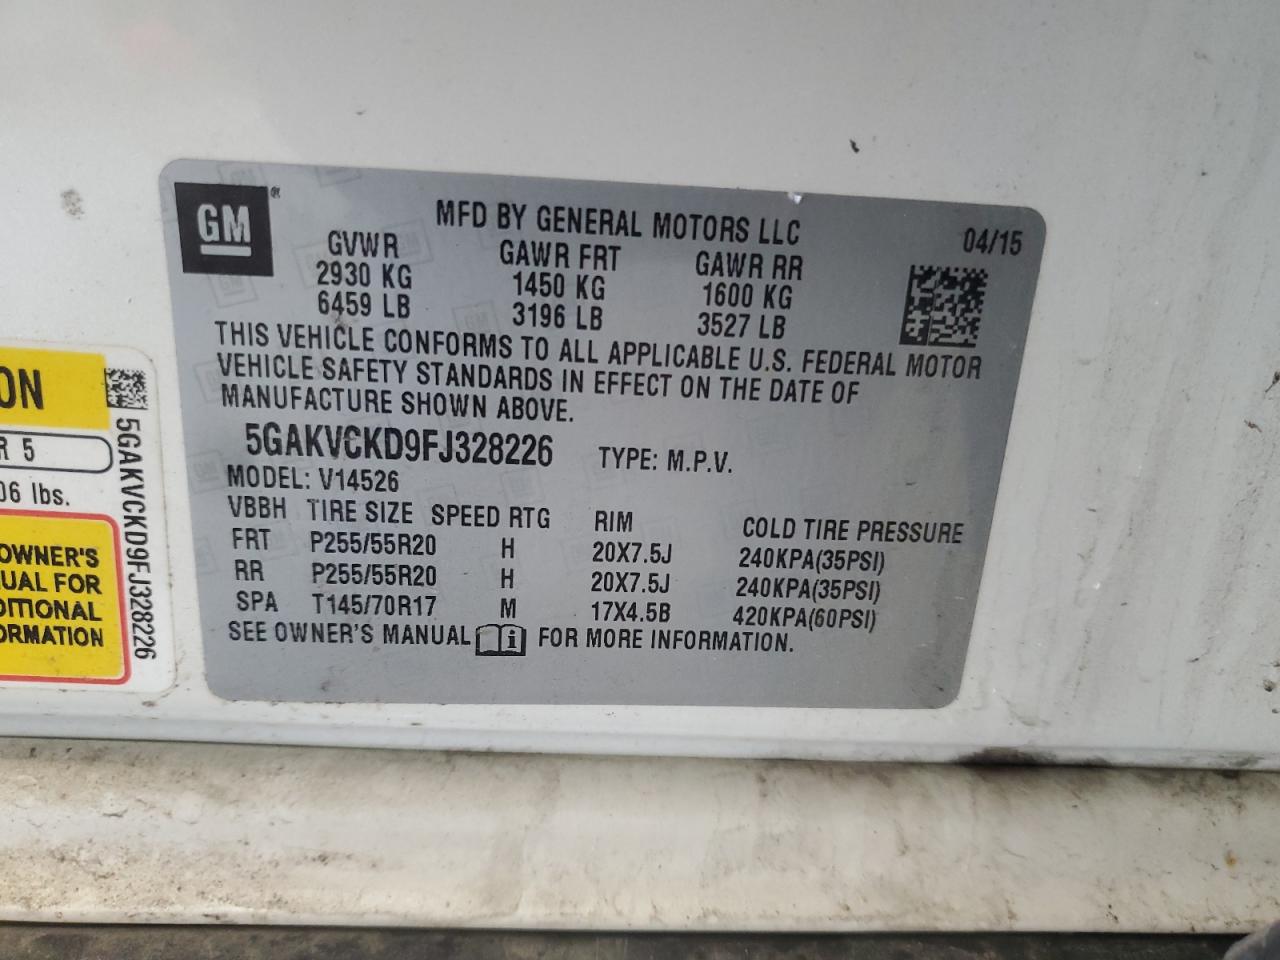 GM ®
MFD BY GENERAL MOTORS LLC 04/15
GVWR GAWR FRT GAWR RR
2930 KG 1450 KG 1600 KG
6459 LB 3196 LB 3527 LB
THIS VEHICLE CONFORMS TO ALL APPLICABLE U.S. FEDERAL MOTOR
VEHICLE SAFETY STANDARDS IN EFFECT ON THE DATE OF
MANUFACTURE SHOWN ABOVE.
5GAKVCKD9FJ328226 TYPE: M.P.V.
MODEL: V14526
VBBH TIRE SIZE SPEED RTG RIM COLD TIRE PRESSURE
FRT P255/55R20 H 20X7.5J 240KPA(35PSI)
RR P255/55R20 H 20X7.5J 240KPA(35PSI)
SPA T145/70R17 M 17X4.5B 420KPA(60PSI)
SEE OWNER'S MANUAL i FOR MORE INFORMATION.
ON
R 5
06 lbs.
OWNER'S
UAL FOR
DITIONAL
ORMATION
5GAKVCKD9FJ328226